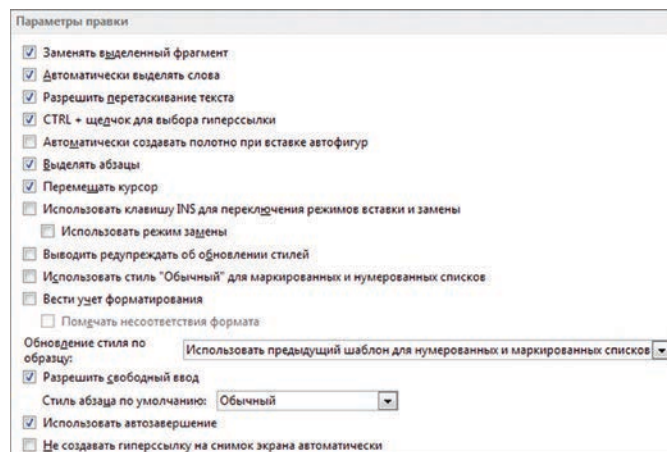 Параметры правки
Заменять выделенный фрагмент
Автоматически выделять слова
Разрешить перетаскивание текста
CTRL + щелчок для выбора гиперссылки
Автоматически создавать полотно при вставке автофигур
Выделять абзацы
Перемещать курсор
Использовать клавишу INS для переключения режимов вставки и замены
Использовать режим замены
Выводить редупреждать об обновлении стилей
Использовать стиль "Обычный" для маркированных и нумерованных списков
Вести учет форматирования
Помечать несоответствия формата
Обновление стиля по
образцу: Использовать предыдущий шаблон для нумерованных и маркированных списков
Разрешить свободный ввод
Стиль абзаца по умолчанию: Обычный
Использовать автозавершение
Не создавать гиперссылку на снимок экрана автоматически